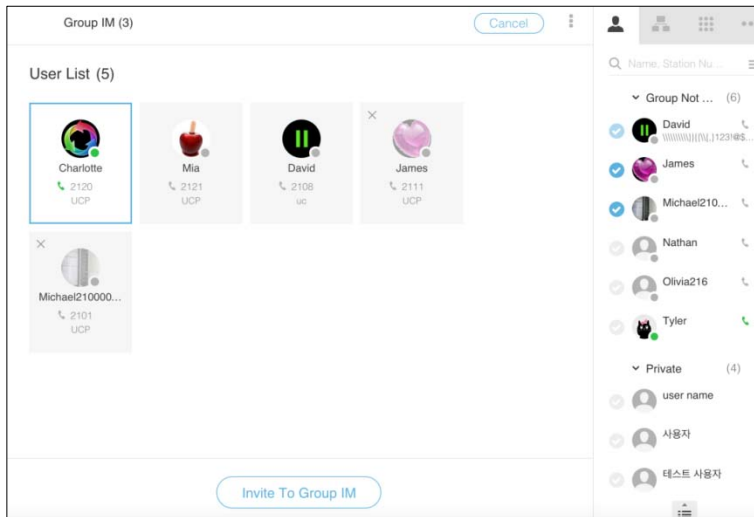 Group IM (3)
Cancel
User List (5)
Charlotte
2120
UCP
Mia
2121
UCP
David
2108
uc
James
2111
UCP
Michael210000...
2101
UCP
Invite To Group IM
Name, Station Nu...
Group Not ... (6)
David
James
Michael210...
Nathan
Olivia216
Tyler
Private (4)
user name
사용자
테스트 사용자